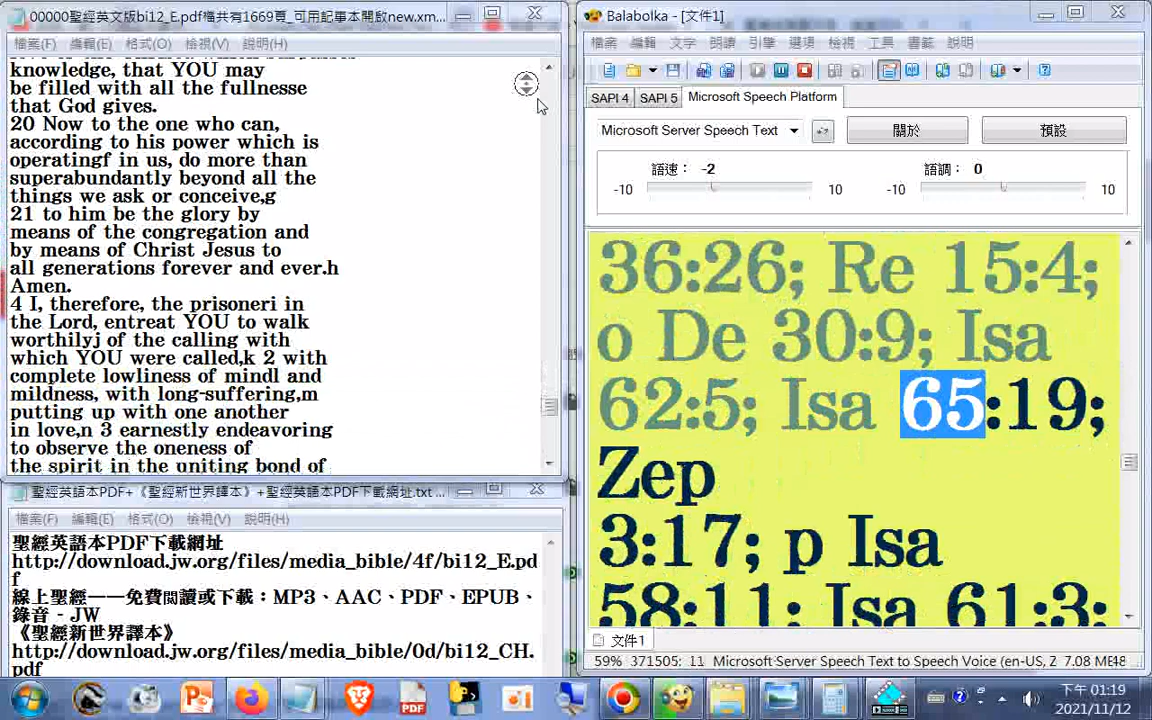 00000聖經英文版bi12_E.pdf檔共有1669頁_可用記事本開啟new.xm...
檔案(F) 編輯(E) 格式(O) 檢視(V) 說明(H)
knowledge, that YOU may
be filled with all the fullnesse
that God gives.
20 Now to the one who can,
according to his power which is
operatingf in us, do more than
superabundantly beyond all the
things we ask or conceive,g
21 to him be the glory by
means of the congregation and
by means of Christ Jesus to
all generations forever and ever.h
Amen.
4 I, therefore, the prisoneri in
the Lord, entreat YOU to walk
worthilyj of the calling with
which YOU were called,k 2 with
complete lowliness of mindl and
mildness, with long-suffering,m
putting up with one another
in love,n 3 earnestly endeavoring
to observe the oneness of
the spirit in the uniting bond of
聖經英語本PDF+《聖經新世界譯本》+聖經英語本PDF下載網址.txt ...
檔案(F) 編輯(E) 格式(O) 檢視(V) 說明(H)
聖經英語本PDF下載網址
http://download.jw.org/files/media_bible/4f/bi12_E.pd
f
線上聖經——免費閱讀或下載：MP3、AAC、PDF、EPUB、
錄音 - JW
《聖經新世界譯本》
http://download.jw.org/files/media_bible/0d/bi12_CH.
pdf
Balabolka - [文件1]
檔案 編輯 文字 朗讀 引擎 選項 檢視 工具 書籤 說明
SAPI 4 SAPI 5 Microsoft Speech Platform
Microsoft Server Speech Text 關於 預設
語速： -2 語調： 0
-10 10 -10 10
36:26; Re 15:4;
o De 30:9; Isa
62:5; Isa 65:19;
Zep
3:17; p Isa
58:11; Isa 61:3;
文件1
59% 371505: 11 Microsoft Server Speech Text to Speech Voice (en-US, Z 7.08 ME48
下午 01:19
2021/11/12